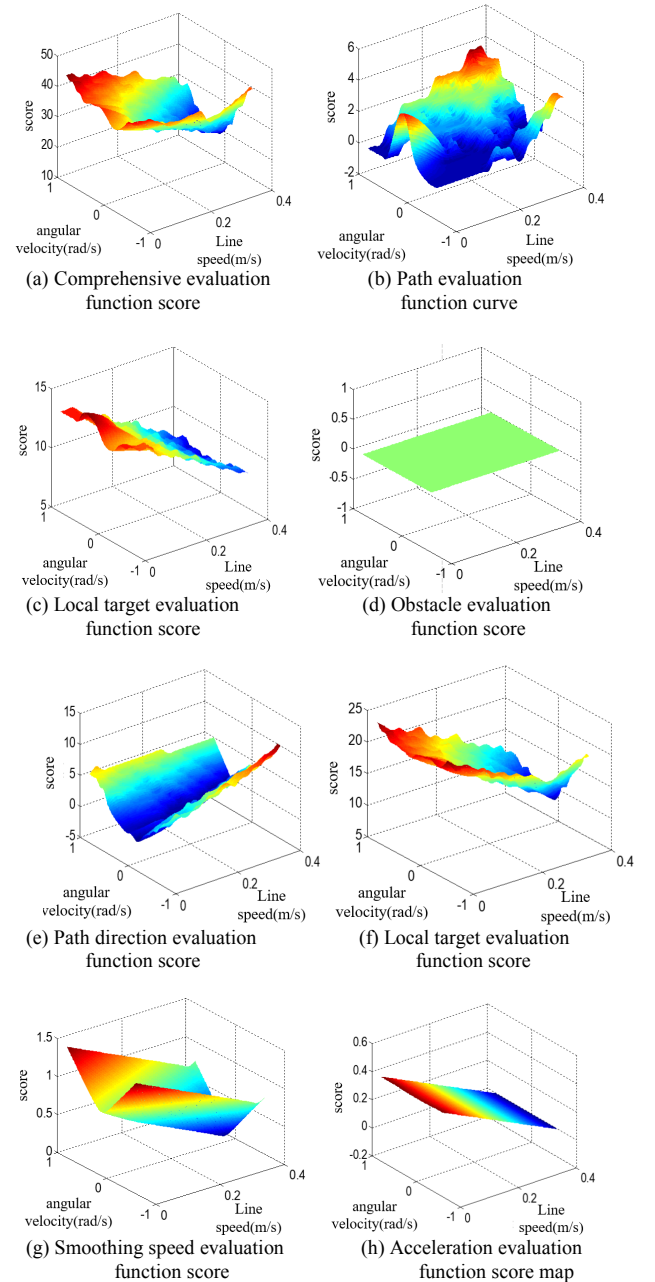 50
40
30
20
10
score
1
0
-1
angular
velocity(rad/s)
0
0.2
0.4
Line
speed(m/s)
(a) Comprehensive evaluation
function score
6
4
2
0
-2
score
1
0
-1
angular
velocity(rad/s)
0
0.2
0.4
Line
speed(m/s)
(b) Path evaluation
function curve
15
10
5
score
1
0
-1
angular
velocity(rad/s)
0
0.2
0.4
Line
speed(m/s)
(c) Local target evaluation
function score
1
0.5
0
-0.5
-1
score
1
0
-1
angular
velocity(rad/s)
0
0.2
0.4
Line
speed(m/s)
(d) Obstacle evaluation
function score
15
10
5
0
-5
score
1
0
-1
angular
velocity(rad/s)
0
0.2
0.4
Line
speed(m/s)
(e) Path direction evaluation
function score
25
20
15
10
5
score
1
0
-1
angular
velocity(rad/s)
0
0.2
0.4
Line
speed(m/s)
(f) Local target evaluation
function score
1.5
1
0.5
0
score
1
0
-1
angular
velocity(rad/s)
0
0.2
0.4
Line
speed(m/s)
(g) Smoothing speed evaluation
function score
0.6
0.4
0.2
0
-0.2
score
1
0
-1
angular
velocity(rad/s)
0
0.2
0.4
Line
speed(m/s)
(h) Acceleration evaluation
function score map